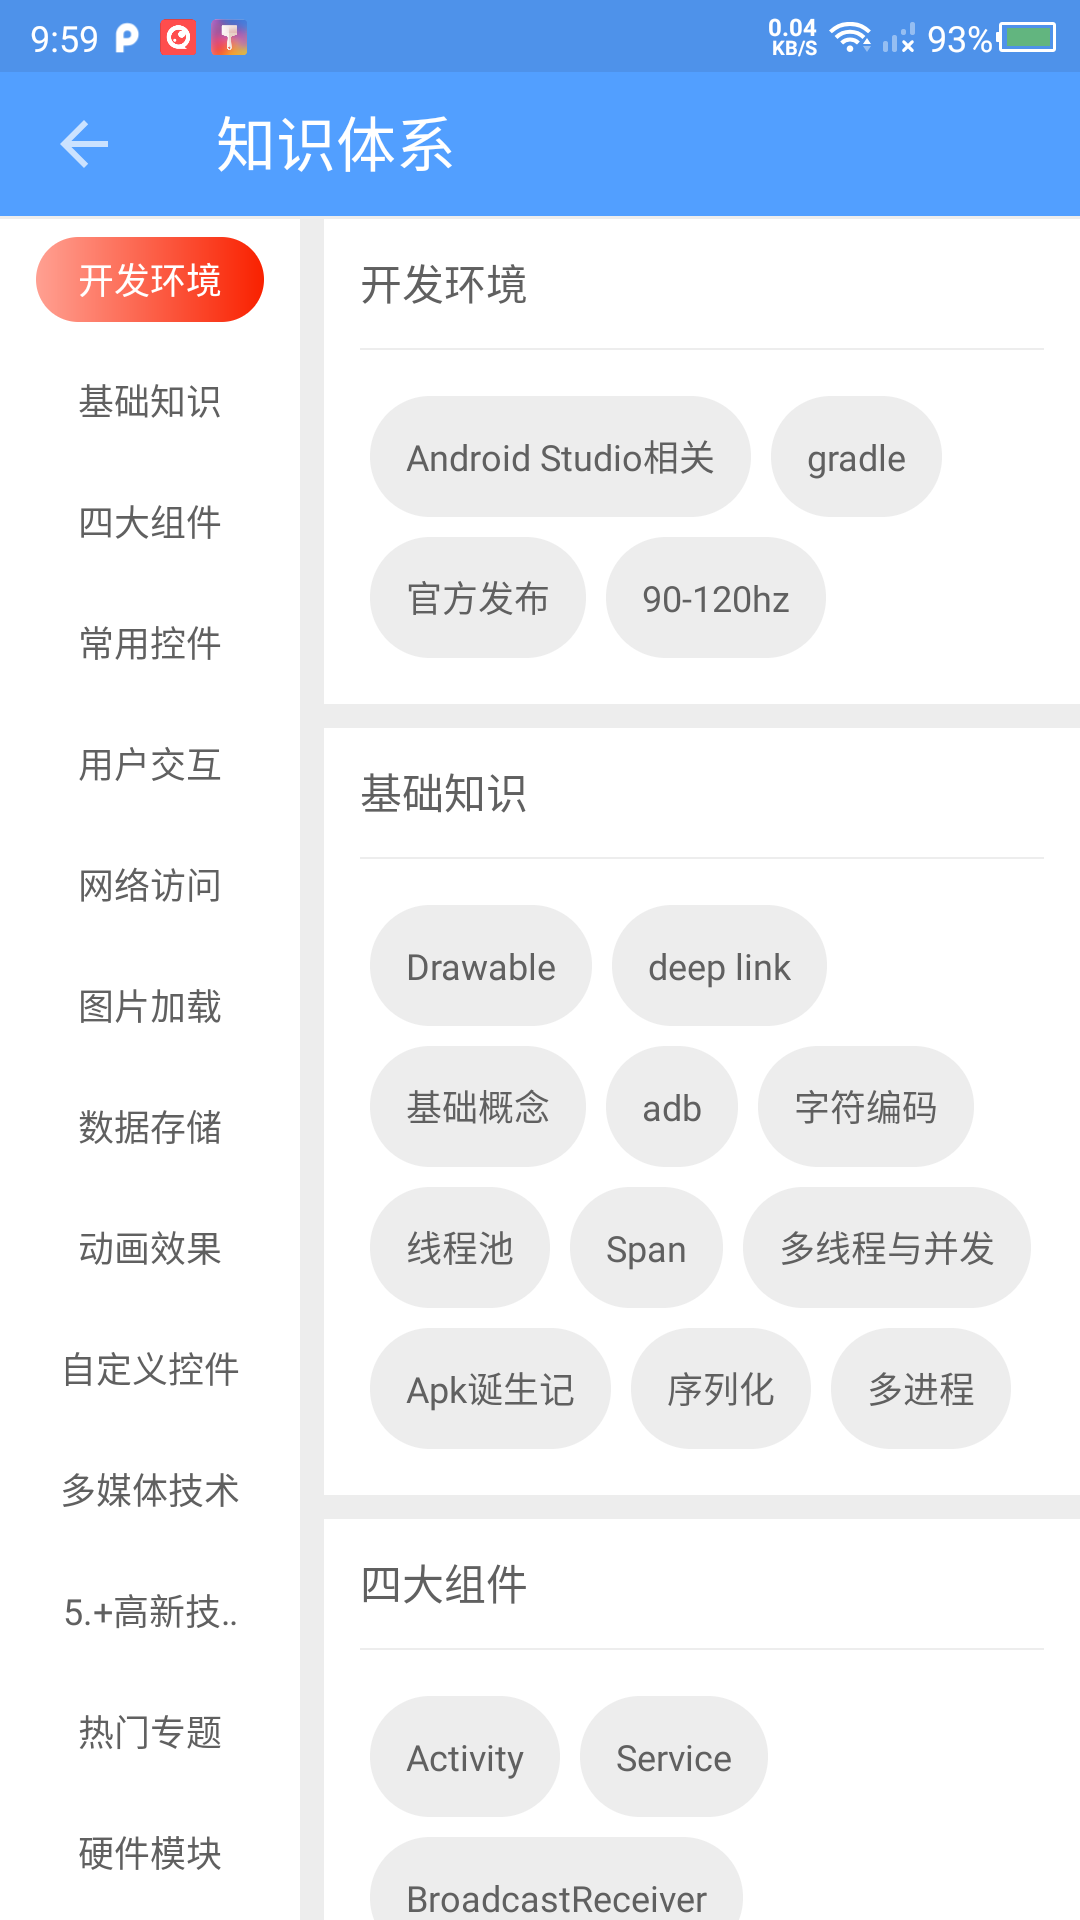 9:59
0.04
KB/S
93%
知识体系
开发环境
基础知识
四大组件
常用控件
用户交互
网络访问
图片加载
数据存储
动画效果
自定义控件
多媒体技术
5.+高新技..
热门专题
硬件模块
开发环境
Android Studio相关 gradle
官方发布 90-120hz
基础知识
Drawable deep link
基础概念 adb 字符编码
线程池 Span 多线程与并发
Apk诞生记 序列化 多进程
四大组件
Activity Service
BroadcastReceiver